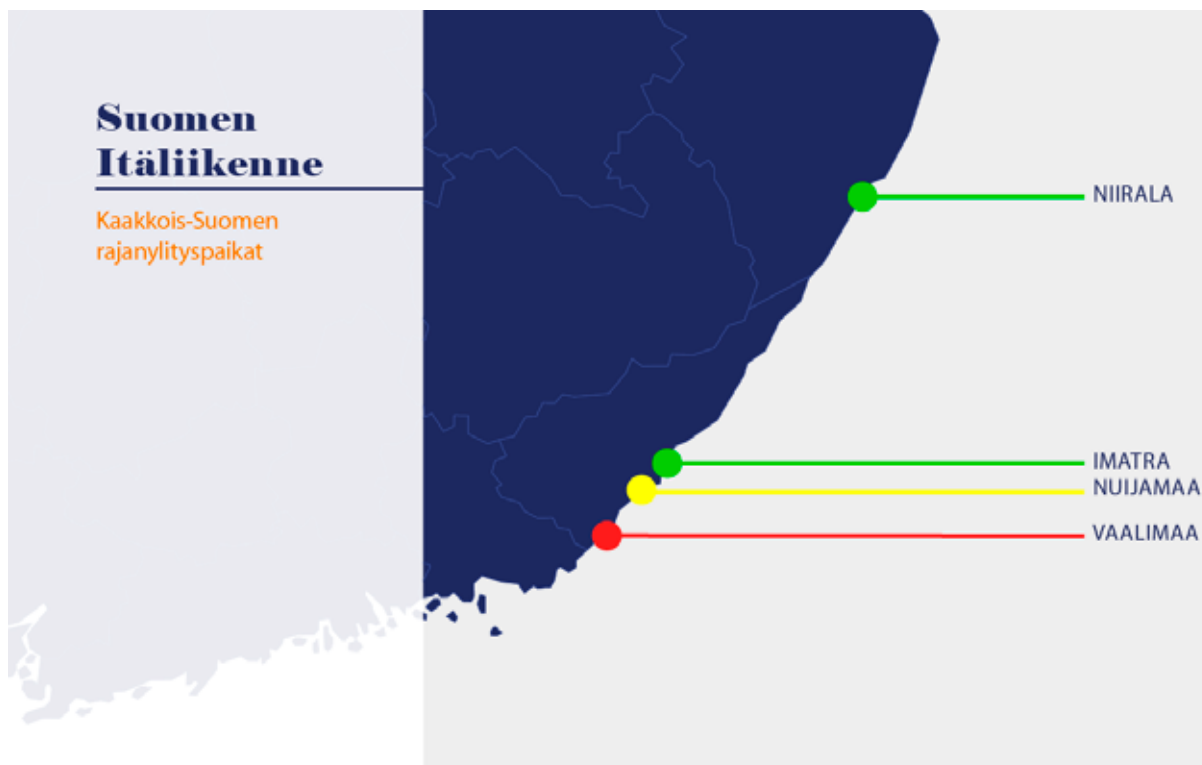 Suomen
Itäliikenne
Kaakkois-Suomen
rajanylityspaikat
NIIRALA
IMATRA
NUIJAMAA
VAALIMAA